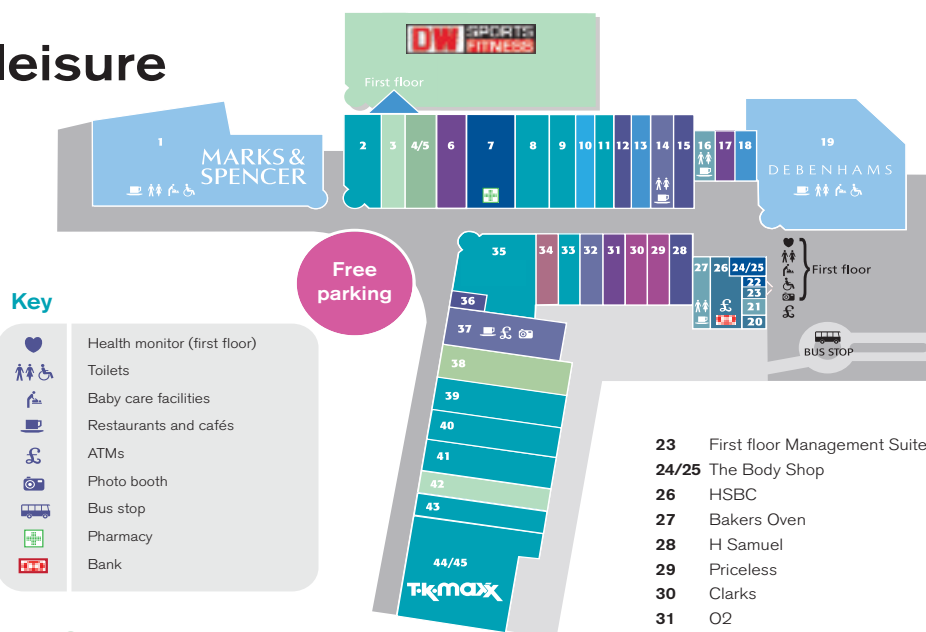 leisure
DW SPORTS
FITNESS
First floor
1
MARKS &
SPENCER
2
3
4/5
6
7
8
9
10
11
12
13
14
15
16
17
18
19
DEBENHAMS
Free
parking
35
34
33
32
31
30
29
28
27
26
24/25
22
23
21
20
First floor
BUS STOP
36
37
38
39
40
41
42
43
44/45
T·K·maxx
Key
Health monitor (first floor)
Toilets
Baby care facilities
Restaurants and cafés
ATMs
Photo booth
Bus stop
Pharmacy
Bank
23 First floor Management Suite
24/25 The Body Shop
26 HSBC
27 Bakers Oven
28 H Samuel
29 Priceless
30 Clarks
31 O2